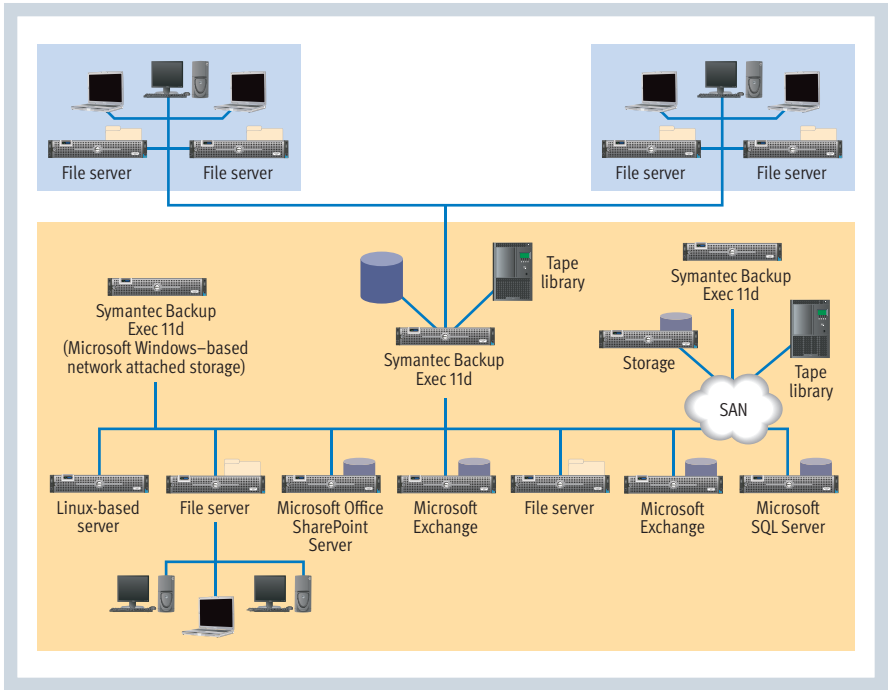 File server
File server
File server
File server
Tape
library
Symantec Backup
Exec 11d
Symantec Backup
Exec 11d
(Microsoft Windows–based
network attached storage)
Symantec Backup
Exec 11d
Storage
Tape
library
SAN
Linux-based
server
File server
Microsoft Office
SharePoint
Server
Microsoft
Exchange
File server
Microsoft
Exchange
Microsoft
SQL Server